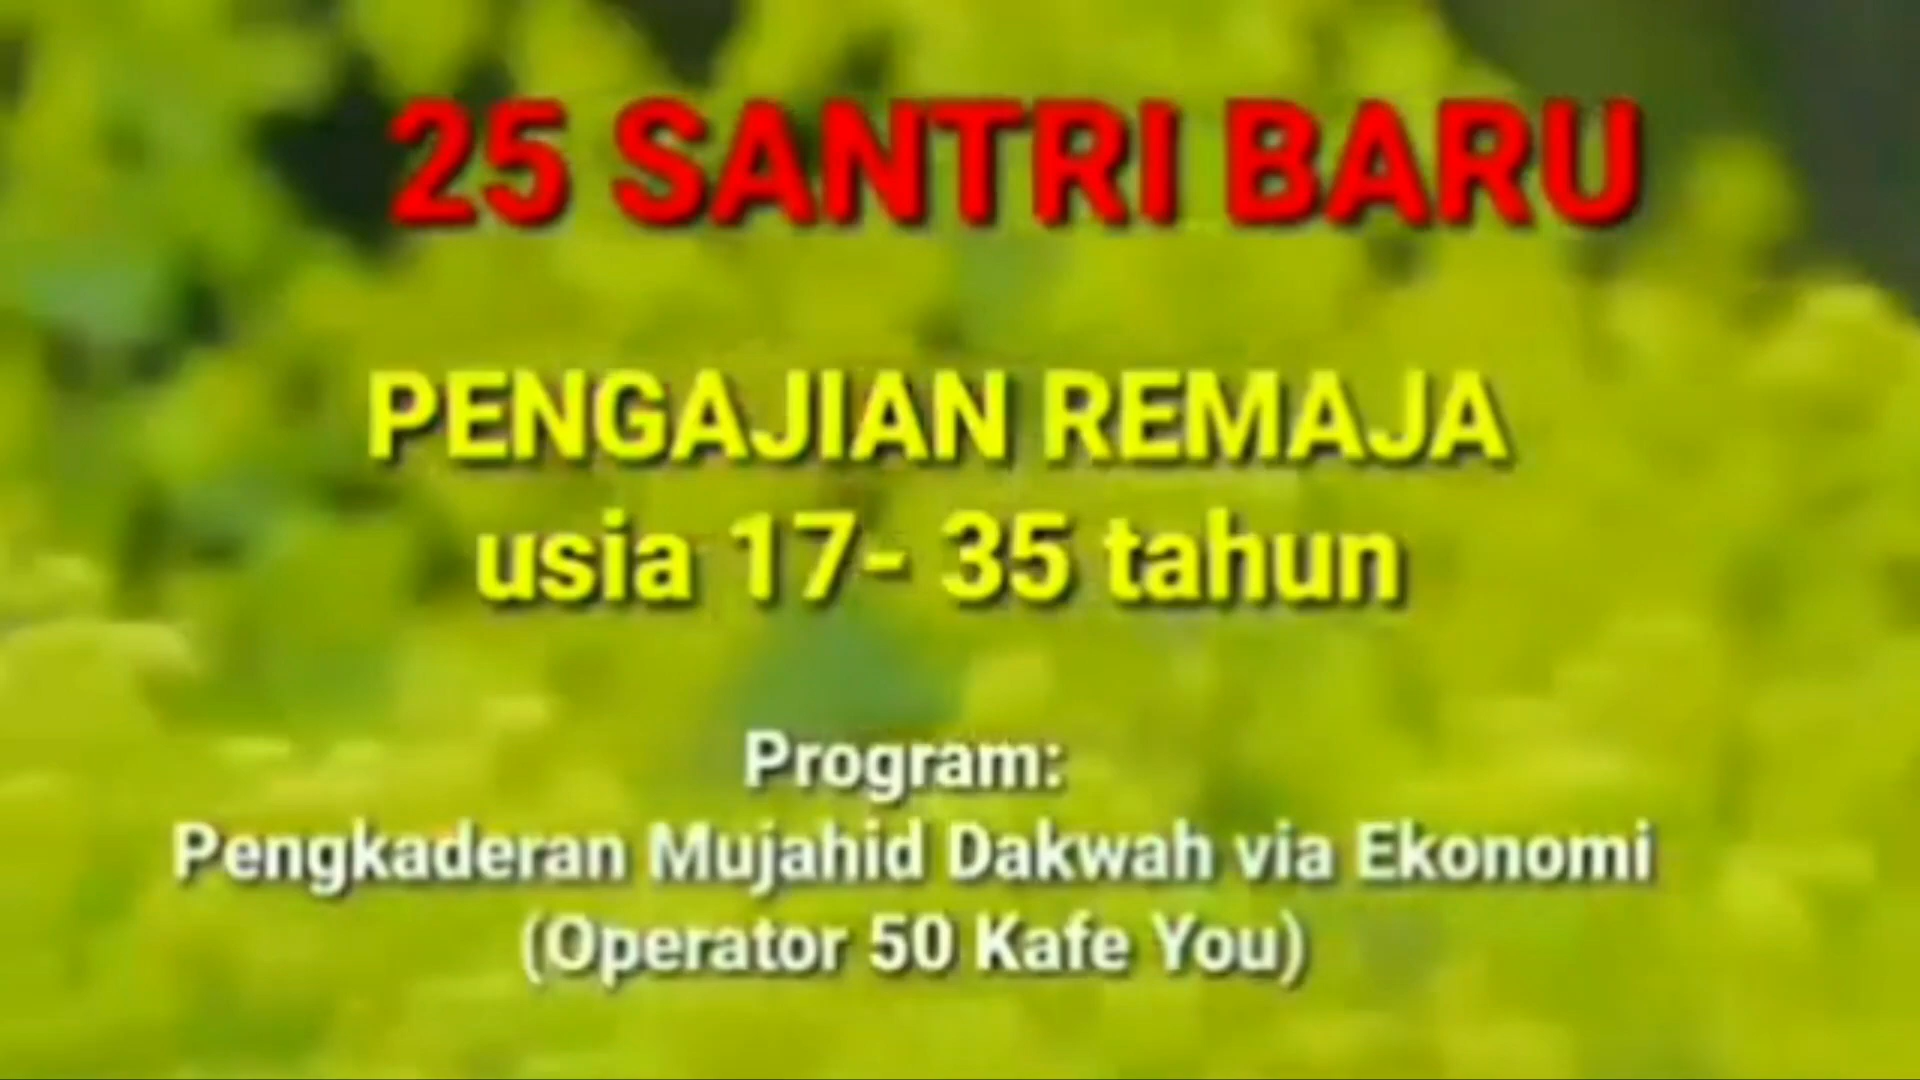 25 SANTRI BARU
PENGAJIAN REMAJA
usia 17- 35 tahun
Program:
Pengkaderan Mujahid Dakwah via Ekonomi
(Operator 50 Kafe You)